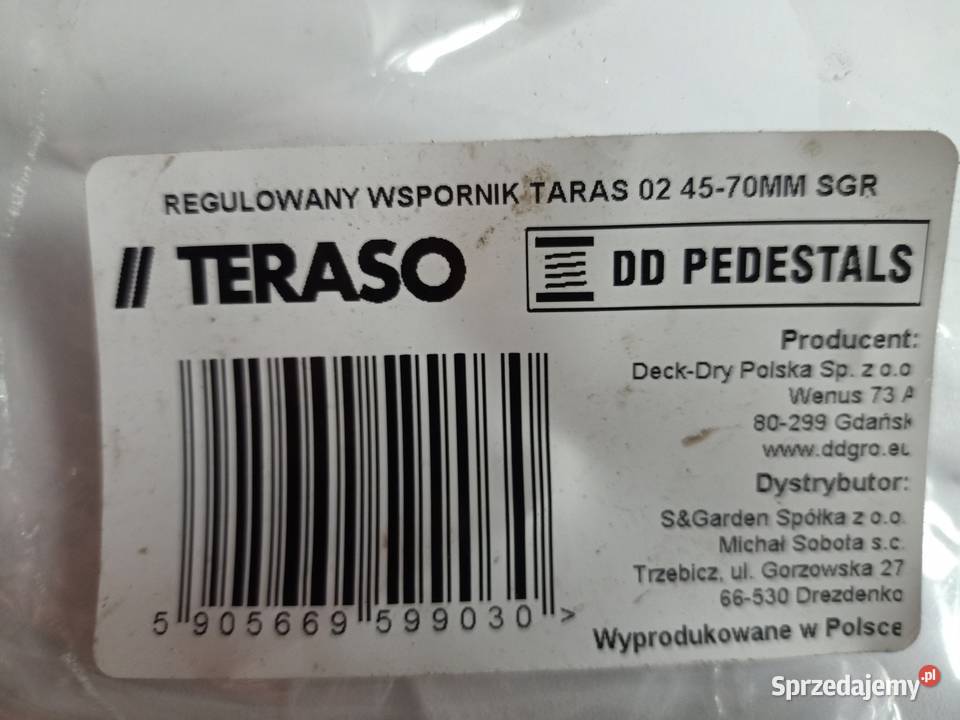 REGULOWANY WSPORNIK TARAS 02 45-70MM SGR
// TERASO
DD PEDESTALS
Producent:
Deck-Dry Polska Sp. z o.o
Wenus 73 A
80-299 Gdańsk
www.ddgro.eu
Dystrybutor:
S&Garden Spółka z o.o.
Michał Sobota s.c.
Trzebicz, ul. Gorzowska 27
66-530 Drezdenko
Wyprodukowane w Polsce
5 905669 599030 >
Sprzedajemy.pl